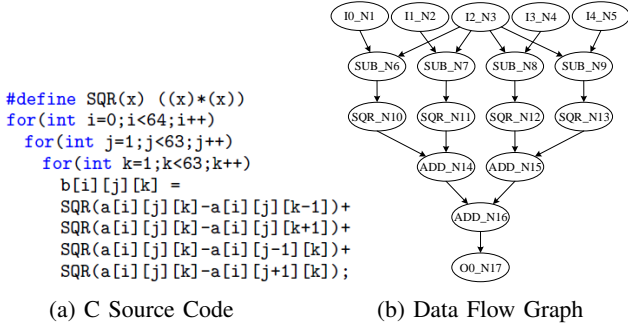 I0_N1 I1_N2 I2_N3 I3_N4 I4_N5
SUB_N6 SUB_N7 SUB_N8 SUB_N9
SQR_N10 SQR_N11 SQR_N12 SQR_N13
ADD_N14 ADD_N15
ADD_N16
O0_N17
#define SQR(x) ((x)*(x))
for(int i=0;i<64;i++)
for(int j=1;j<63;j++)
for(int k=1;k<63;k++)
b[i][j][k] =
SQR(a[i][j][k]-a[i][j][k-1])+
SQR(a[i][j][k]-a[i][j][k+1])+
SQR(a[i][j][k]-a[i][j-1][k])+
SQR(a[i][j][k]-a[i][j+1][k]);
(a) C Source Code
(b) Data Flow Graph